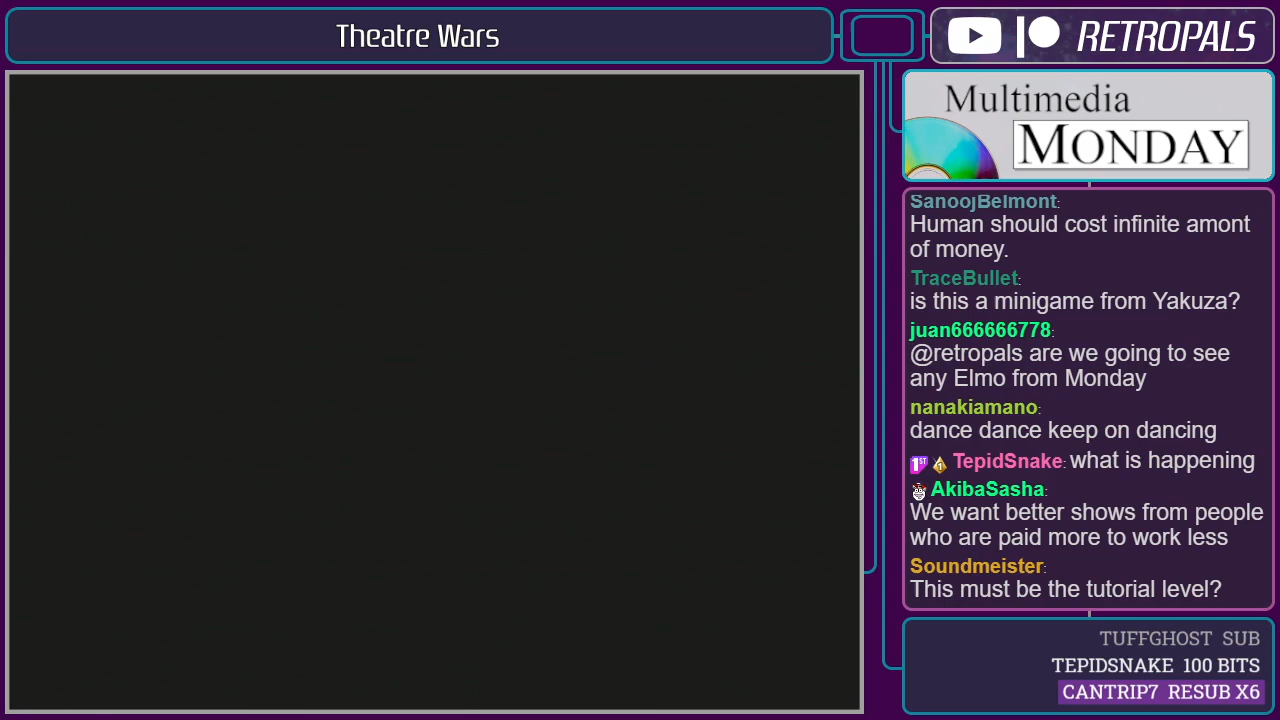 Theatre Wars
RETROPALS
Multimedia
MONDAY
SanoojBelmont:
Human should cost infinite amont
of money.
TraceBullet:
is this a minigame from Yakuza?
juan666666778:
@retropals are we going to see
any Elmo from Monday
nanakiamano:
dance dance keep on dancing
1ST 1 TepidSnake: what is happening
AkibaSasha:
We want better shows from people
who are paid more to work less
Soundmeister:
This must be the tutorial level?
TUFFGHOST SUB
TEPIDSNAKE 100 BITS
CANTRIP7 RESUB X6